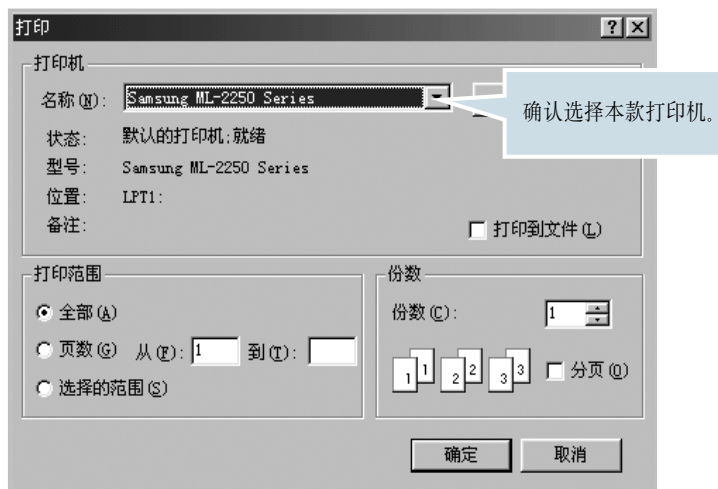 打印
打印机
名称(N): Samsung ML-2250 Series
确认选择本款打印机。
状态: 默认的打印机;就绪
型号: Samsung ML-2250 Series
位置: LPT1:
备注:
打印到文件(L)
打印范围
全部(A)
页数(G) 从(F): 1 到(T):
选择的范围(S)
份数
份数(C): 1
1 1 2 2 3 3
分页(O)
确定 取消